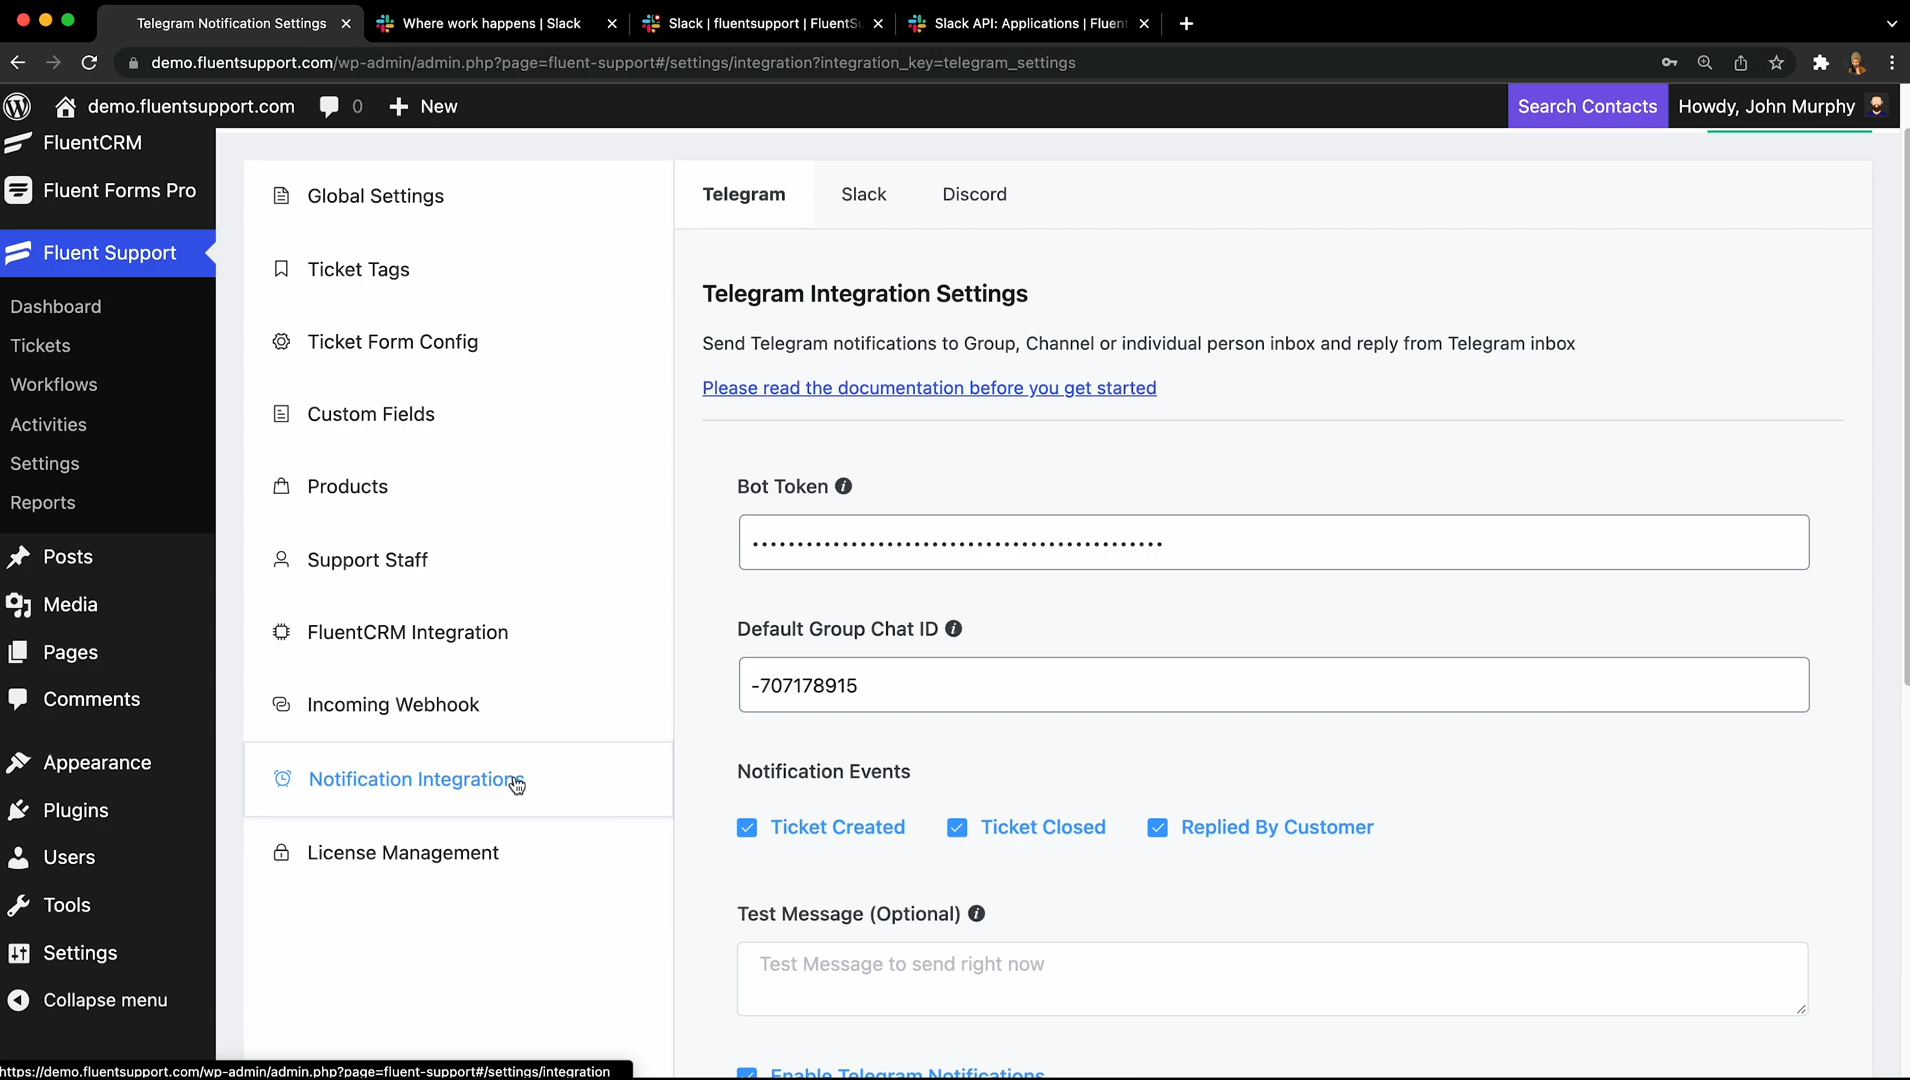 Telegram Notification Settings
Where work happens | Slack
Slack | fluentsupport | FluentSu
Slack API: Applications | Fluent
demo.fluentsupport.com/wp-admin/admin.php?page=fluent-support#/settings/integration?integration_key=telegram_settings
demo.fluentsupport.com
0
New
Search Contacts
Howdy, John Murphy
FluentCRM
Fluent Forms Pro
Fluent Support
Dashboard
Tickets
Workflows
Activities
Settings
Reports
Posts
Media
Pages
Comments
Appearance
Plugins
Users
Tools
Settings
Collapse menu
Global Settings
Ticket Tags
Ticket Form Config
Custom Fields
Products
Support Staff
FluentCRM Integration
Incoming Webhook
Notification Integrations
License Management
Telegram
Slack
Discord
Telegram Integration Settings
Send Telegram notifications to Group, Channel or individual person inbox and reply from Telegram inbox
Please read the documentation before you get started
Bot Token
Default Group Chat ID
-707178915
Notification Events
Ticket Created
Ticket Closed
Replied By Customer
Test Message (Optional)
Test Message to send right now
Enable Telegram Notifications
https://demo.fluentsupport.com/wp-admin/admin.php?page=fluent-support#/settings/integration